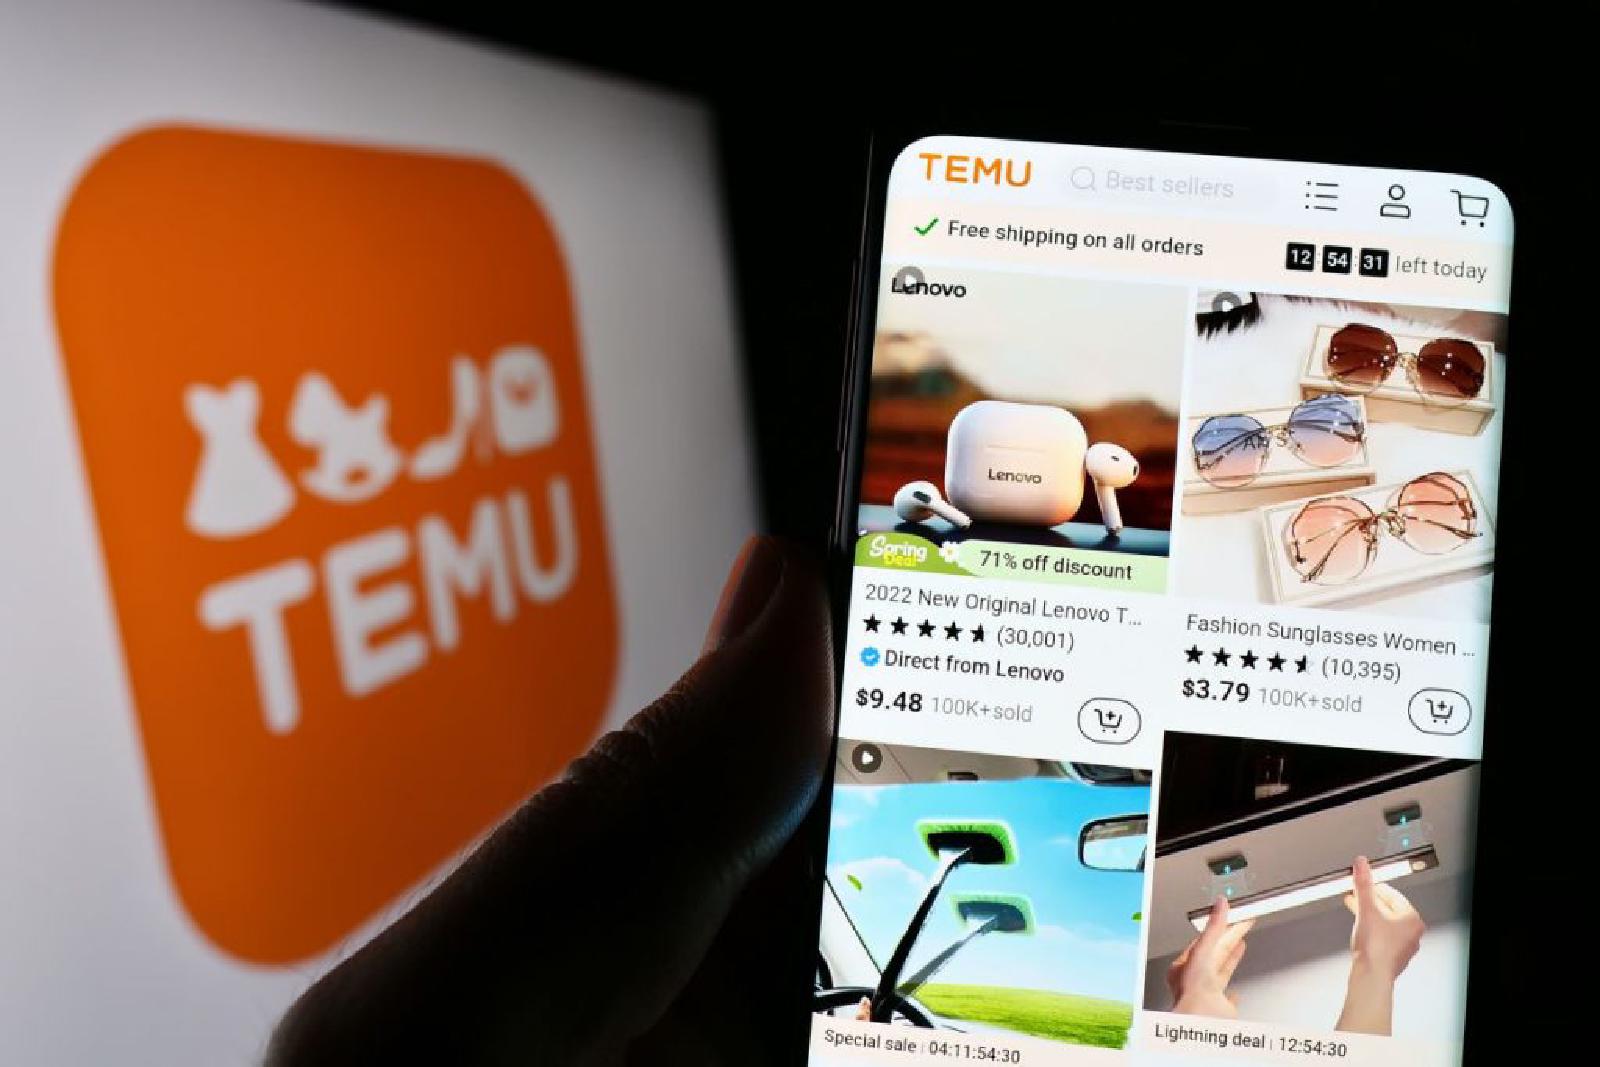 TEMU
TEMU
Best sellers
Free shipping on all orders
12 54 31 left today
Lenovo
Lenovo
Spring
Deal
71% off discount
2022 New Original Lenovo T...
(30,001)
Direct from Lenovo
$9.48 100K+sold
Fashion Sunglasses Women ...
(10,395)
$3.79 100K+sold
Special sale | 04:11:54:30
Lightning deal | 12:54:30